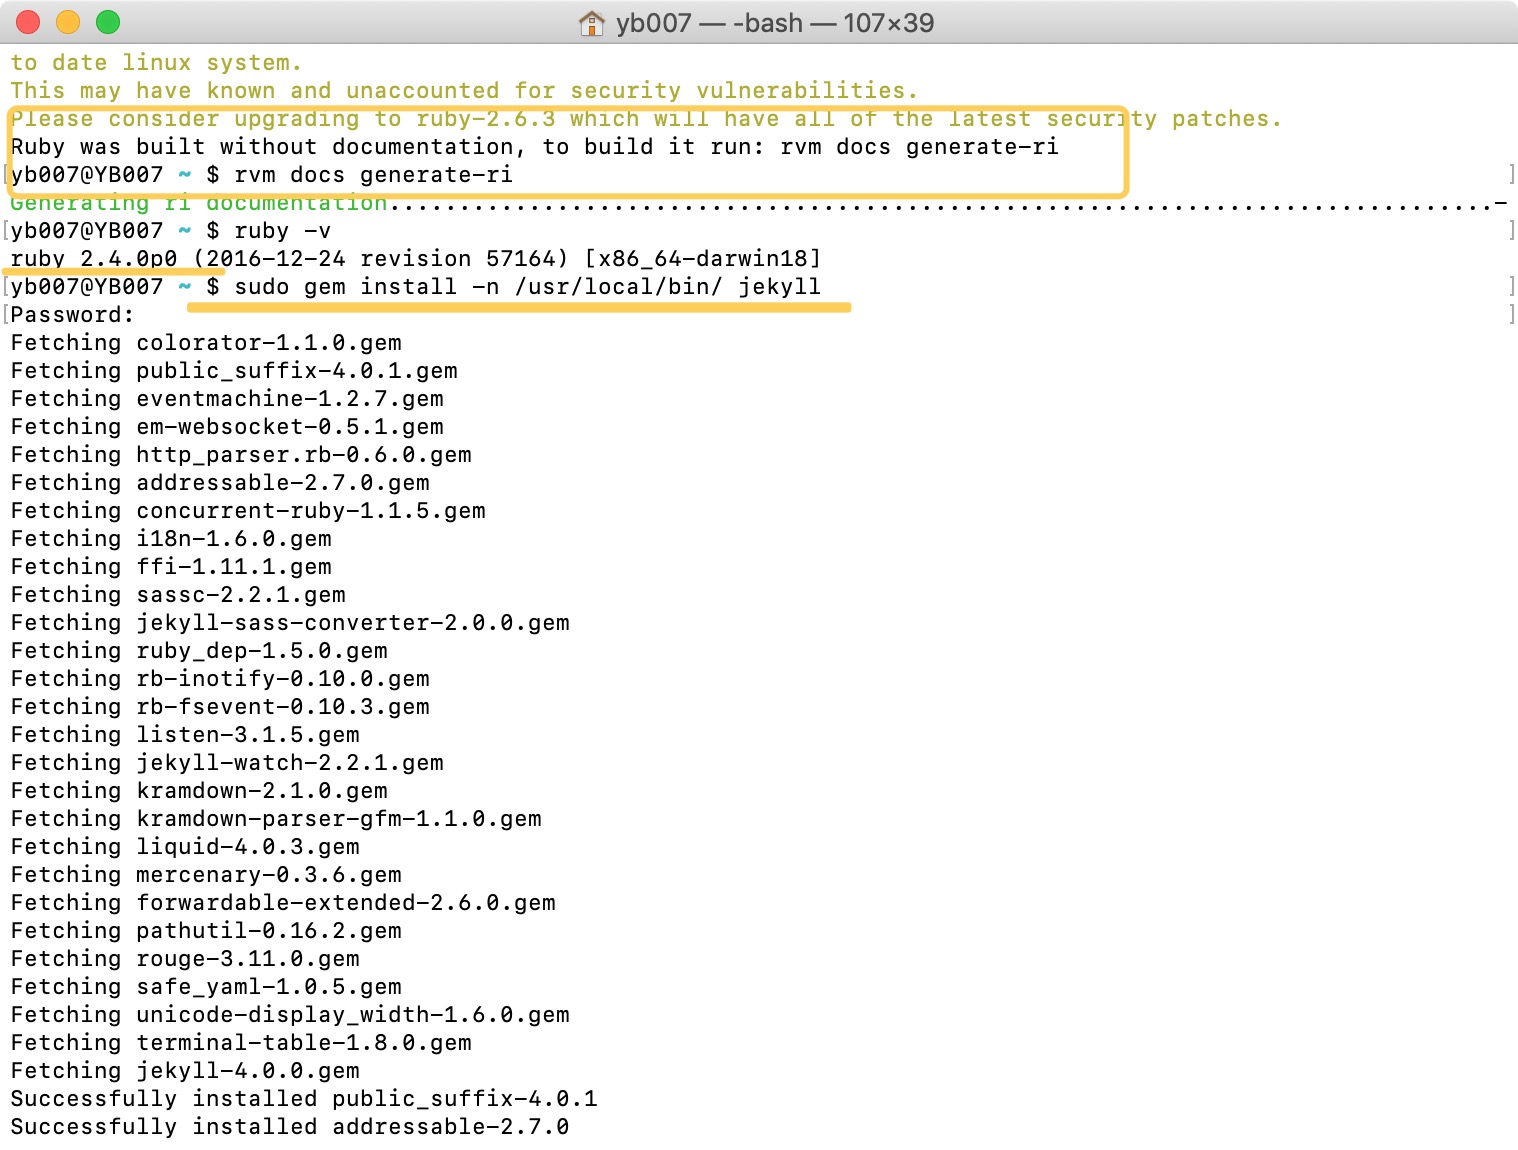 yb007 — -bash — 107×39
to date linux system.
This may have known and unaccounted for security vulnerabilities.
Please consider upgrading to ruby-2.6.3 which will have all of the latest security patches.
Ruby was built without documentation, to build it run: rvm docs generate-ri
[yb007@YB007 ~ $ rvm docs generate-ri ]
Generating ri documentation...............................................................................-
[yb007@YB007 ~ $ ruby -v ]
ruby 2.4.0p0 (2016-12-24 revision 57164) [x86_64-darwin18]
[yb007@YB007 ~ $ sudo gem install -n /usr/local/bin/ jekyll ]
[Password: ]
Fetching colorator-1.1.0.gem
Fetching public_suffix-4.0.1.gem
Fetching eventmachine-1.2.7.gem
Fetching em-websocket-0.5.1.gem
Fetching http_parser.rb-0.6.0.gem
Fetching addressable-2.7.0.gem
Fetching concurrent-ruby-1.1.5.gem
Fetching i18n-1.6.0.gem
Fetching ffi-1.11.1.gem
Fetching sassc-2.2.1.gem
Fetching jekyll-sass-converter-2.0.0.gem
Fetching ruby_dep-1.5.0.gem
Fetching rb-inotify-0.10.0.gem
Fetching rb-fsevent-0.10.3.gem
Fetching listen-3.1.5.gem
Fetching jekyll-watch-2.2.1.gem
Fetching kramdown-2.1.0.gem
Fetching kramdown-parser-gfm-1.1.0.gem
Fetching liquid-4.0.3.gem
Fetching mercenary-0.3.6.gem
Fetching forwardable-extended-2.6.0.gem
Fetching pathutil-0.16.2.gem
Fetching rouge-3.11.0.gem
Fetching safe_yaml-1.0.5.gem
Fetching unicode-display_width-1.6.0.gem
Fetching terminal-table-1.8.0.gem
Fetching jekyll-4.0.0.gem
Successfully installed public_suffix-4.0.1
Successfully installed addressable-2.7.0